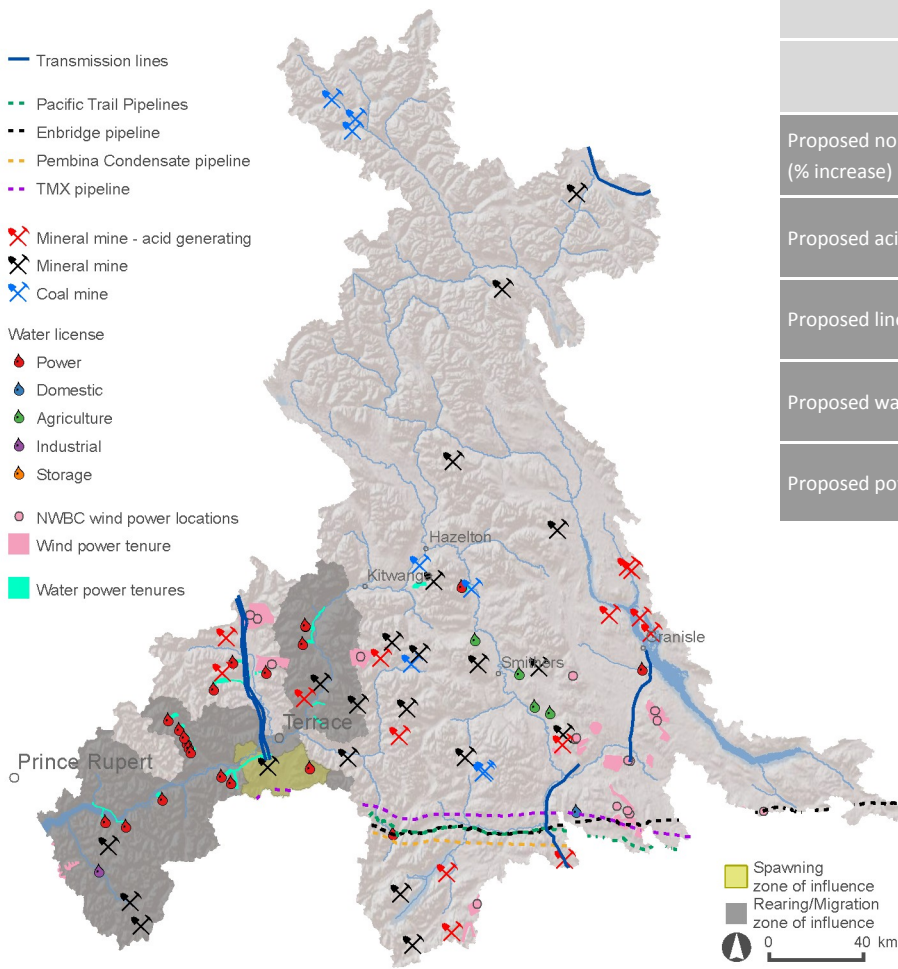 Transmission lines
Pacific Trail Pipelines
Enbridge pipeline
Pembina Condensate pipeline
TMX pipeline
Mineral mine - acid generating
Mineral mine
Coal mine
Water license
Power
Domestic
Agriculture
Industrial
Storage
NWBC wind power locations
Wind power tenure
Water power tenures
Proposed no
(% increase)
Proposed aci
Proposed line
Proposed wa
Proposed po
Hazelton
Kitwanga
Granisle
Smithers
Terrace
Prince Rupert
Spawning
zone of influence
Rearing/Migration
zone of influence
0 40 km